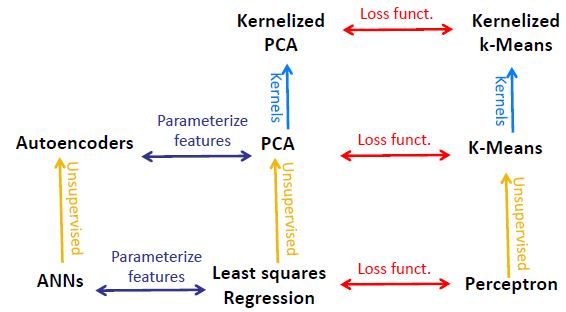 Kernelized
PCA
Loss funct.
Kernelized
k-Means
Kernels
Kernels
Autoencoders
Parameterize
features
PCA
Loss funct.
K-Means
Unsupervised
Unsupervised
Unsupervised
ANNs
Parameterize
features
Least squares
Regression
Loss funct.
Perceptron